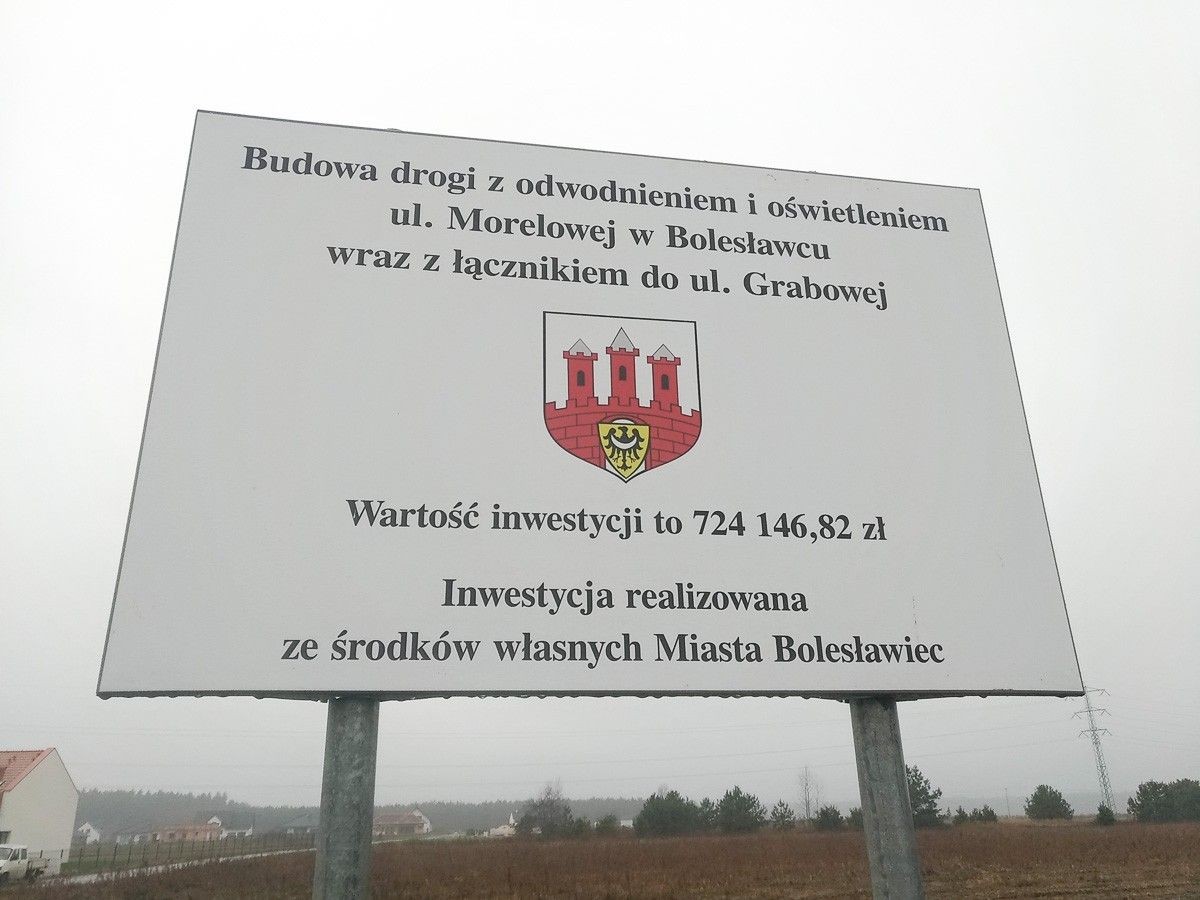 Budowa drogi z odwodnieniem i oświetleniem
ul. Morelowej w Bolesławcu
wraz z łącznikiem do ul. Grabowej
Wartość inwestycji to 724 146,82 zł
Inwestycja realizowana
ze środków własnych Miasta Bolesławiec